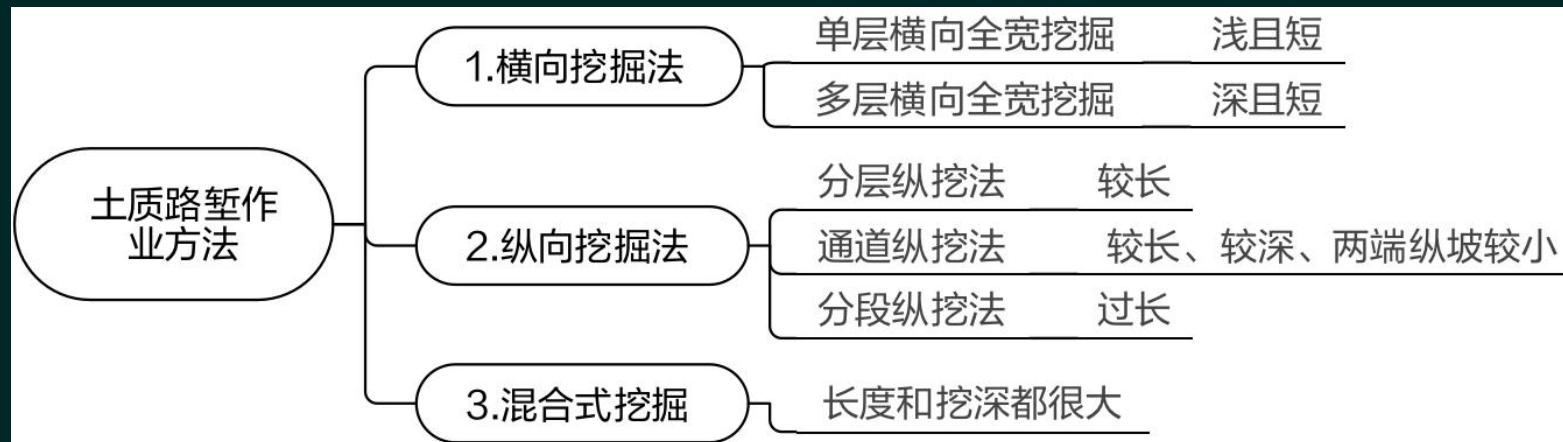 土质路堑作
业方法
1.横向挖掘法
单层横向全宽挖掘 浅且短
多层横向全宽挖掘 深且短
2.纵向挖掘法
分层纵挖法 较长
通道纵挖法 较长、较深、两端纵坡较小
分段纵挖法 过长
3.混合式挖掘
长度和挖深都很大